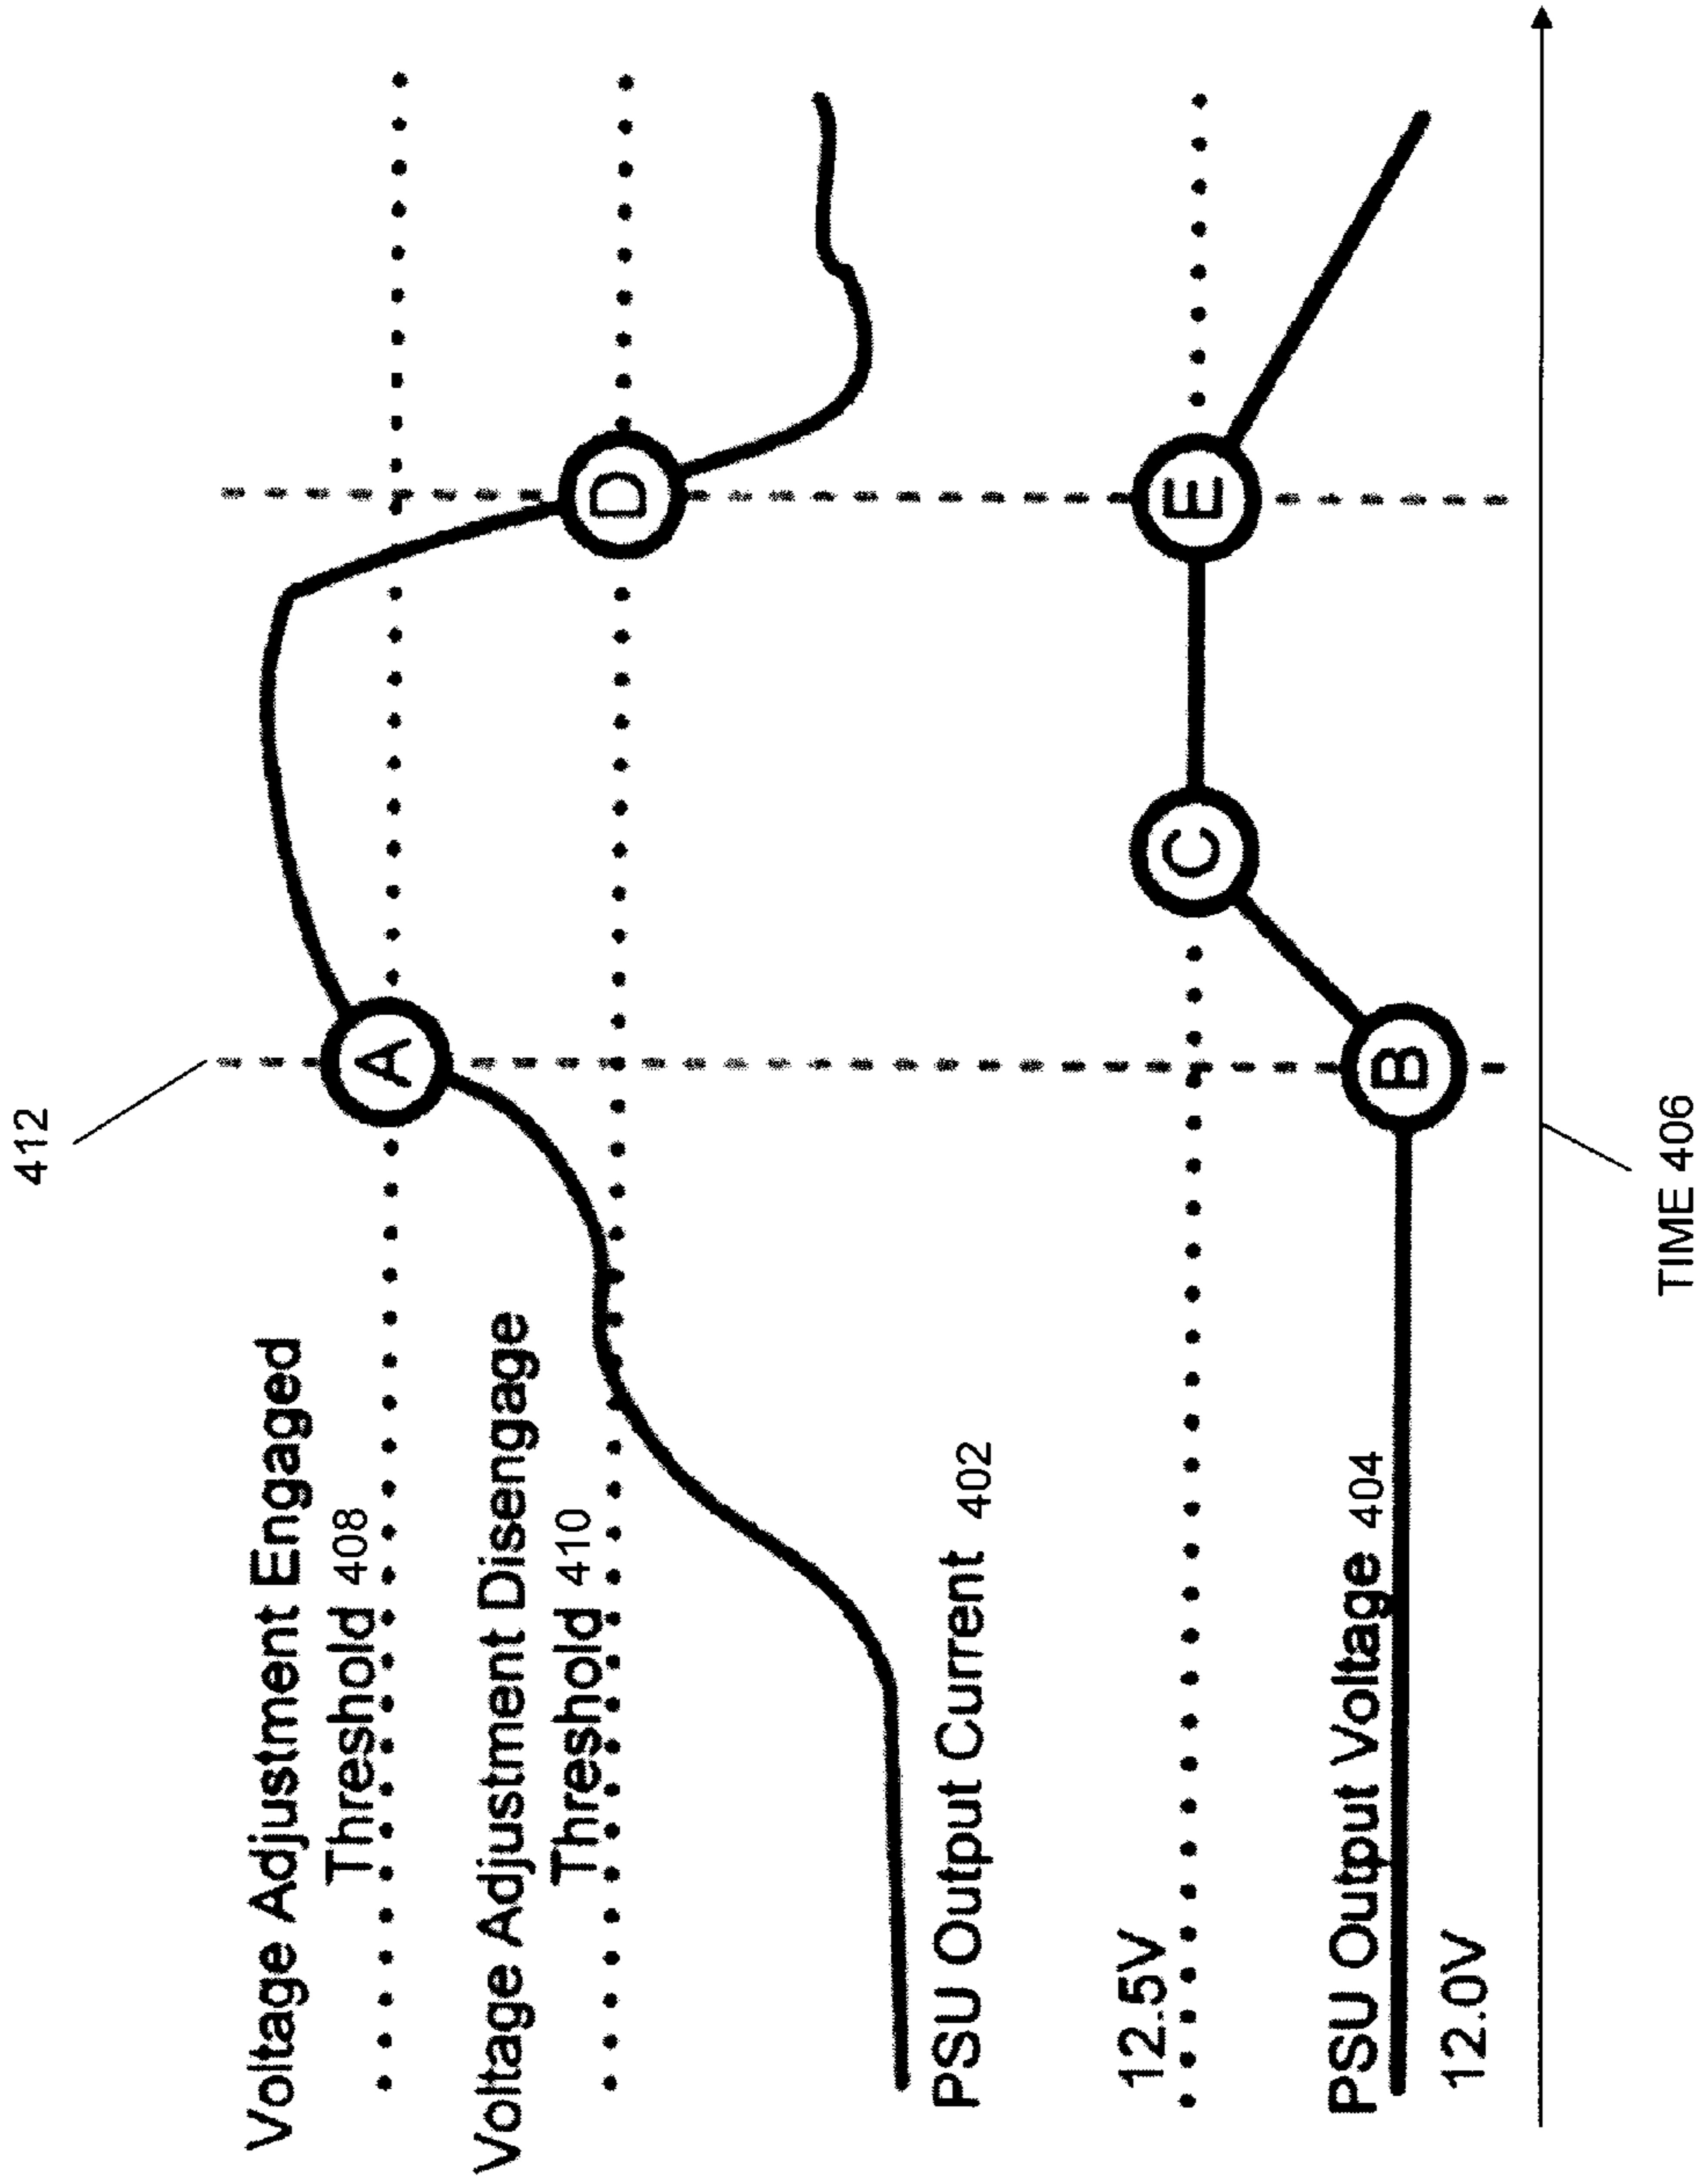 412
Voltage Adjustment Engaged
Threshold 408
A
Voltage Adjustment Disengage
Threshold 410
D
PSU Output Current 402
12.5V
C
E
PSU Output Voltage 404
B
12.0V
TIME 406